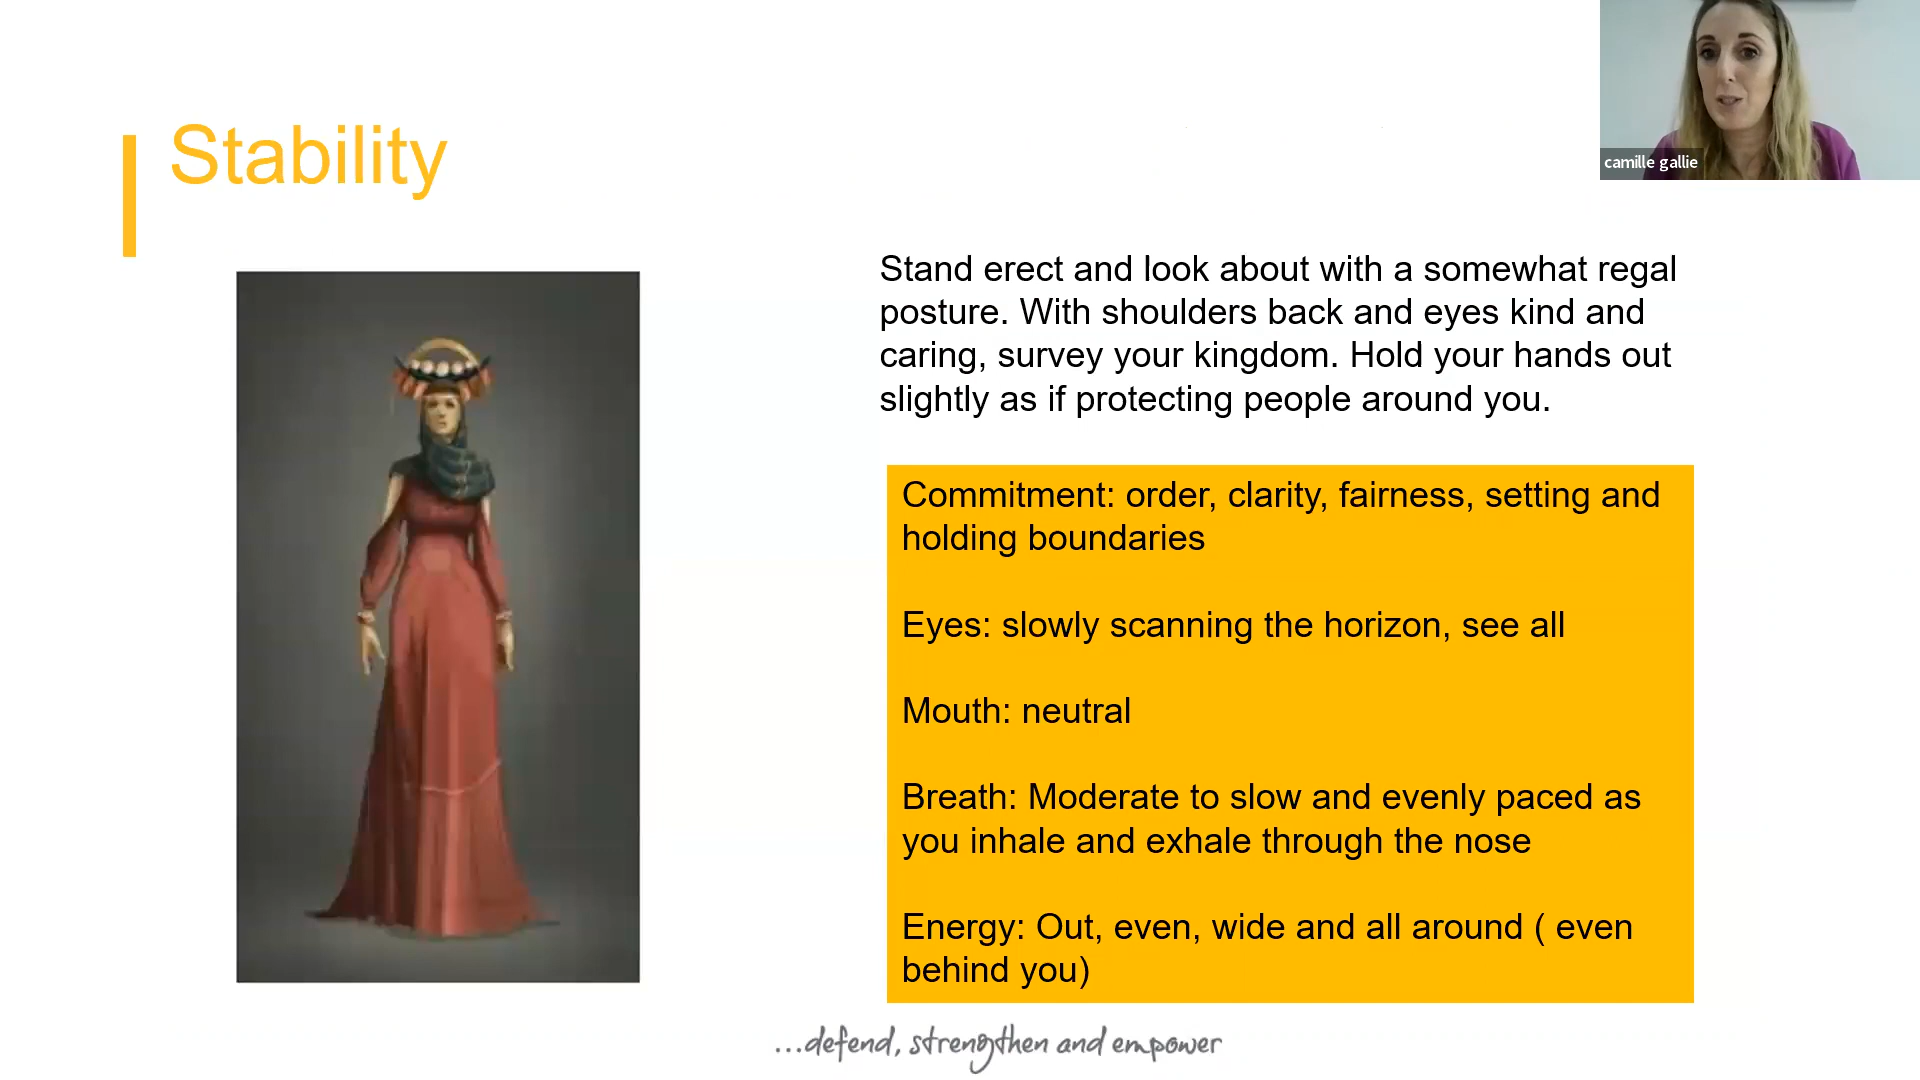 camille gallie
Stability
Stand erect and look about with a somewhat regal
posture. With shoulders back and eyes kind and
caring, survey your kingdom. Hold your hands out
slightly as if protecting people around you.
Commitment: order, clarity, fairness, setting and
holding boundaries
Eyes: slowly scanning the horizon, see all
Mouth: neutral
Breath: Moderate to slow and evenly paced as
you inhale and exhale through the nose
Energy: Out, even, wide and all around ( even
behind you)
...defend, strengthen and empower